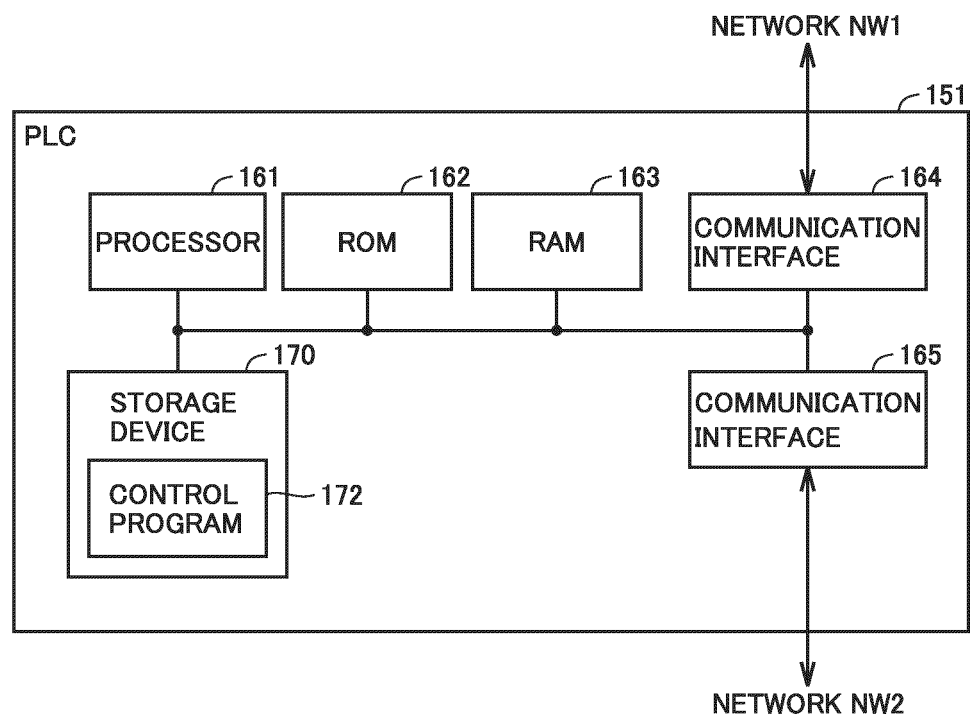 NETWORK NW1
151
PLC
161
162
163
164
PROCESSOR
ROM
RAM
COMMUNICATION
INTERFACE
170
165
STORAGE
DEVICE
COMMUNICATION
INTERFACE
CONTROL
PROGRAM
172
NETWORK NW2